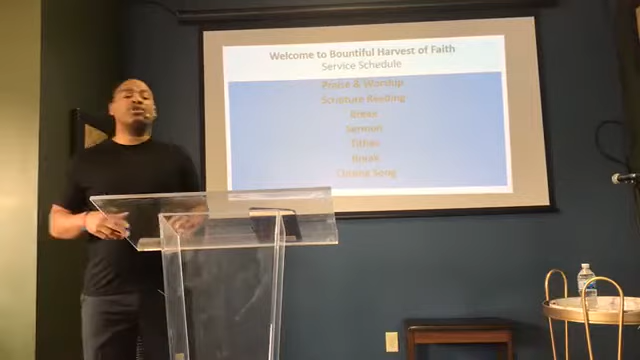 Welcome to Bountiful Harvest of Faith
Service Schedule
Praise & Worship
Scripture Reading
Break
Sermon
Tithes
Break
Closing Song